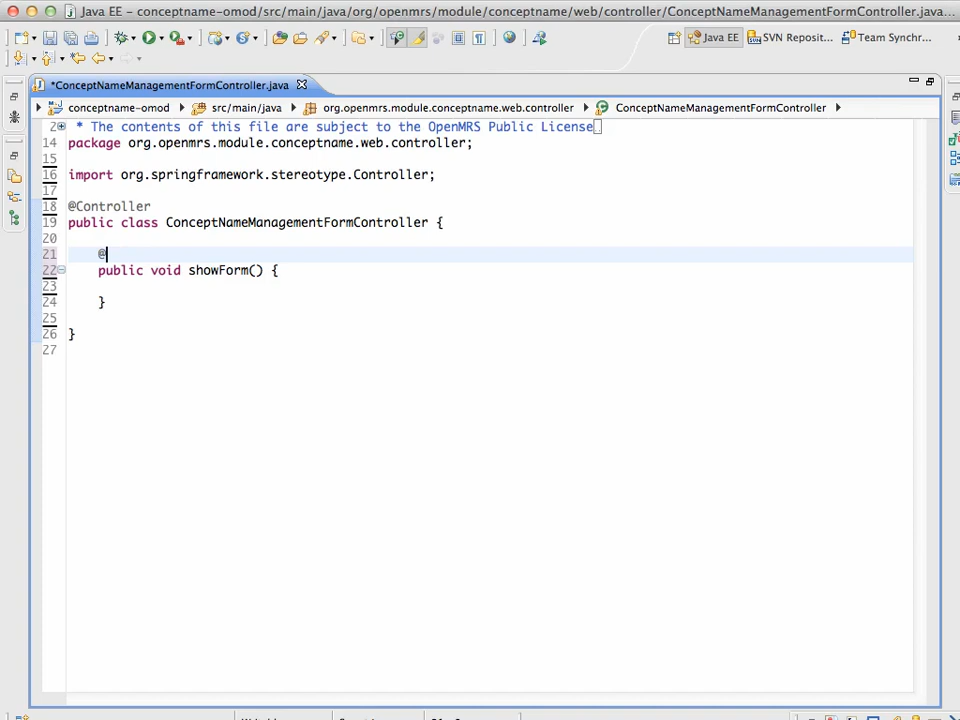 Java EE – conceptname-omod/src/main/java/org/openmrs/module/conceptname/web/controller/ConceptNameManagementFormController.java...
Java EE SVN Reposit... Team Synchr...
*ConceptNameManagementFormController.java
conceptname-omod src/main/java org.openmrs.module.conceptname.web.controller ConceptNameManagementFormController
2 * The contents of this file are subject to the OpenMRS Public License
14 package org.openmrs.module.conceptname.web.controller;
15
16 import org.springframework.stereotype.Controller;
17
18 @Controller
19 public class ConceptNameManagementFormController {
20
21 @
22 public void showForm() {
23
24 }
25
26 }
27